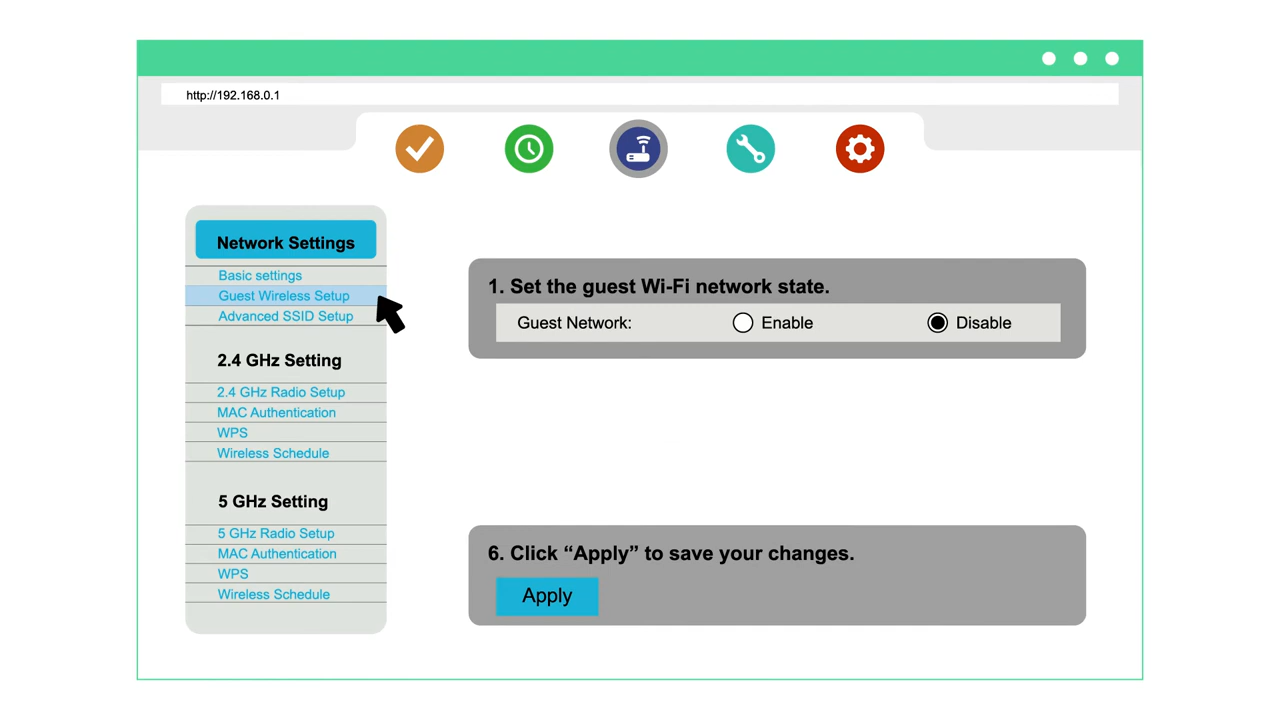 http://192.168.0.1
Network Settings
Basic settings
Guest Wireless Setup
Advanced SSID Setup
2.4 GHz Setting
2.4 GHz Radio Setup
MAC Authentication
WPS
Wireless Schedule
5 GHz Setting
5 GHz Radio Setup
MAC Authentication
WPS
Wireless Schedule
1. Set the guest Wi-Fi network state.
Guest Network: Enable Disable
6. Click “Apply” to save your changes.
Apply